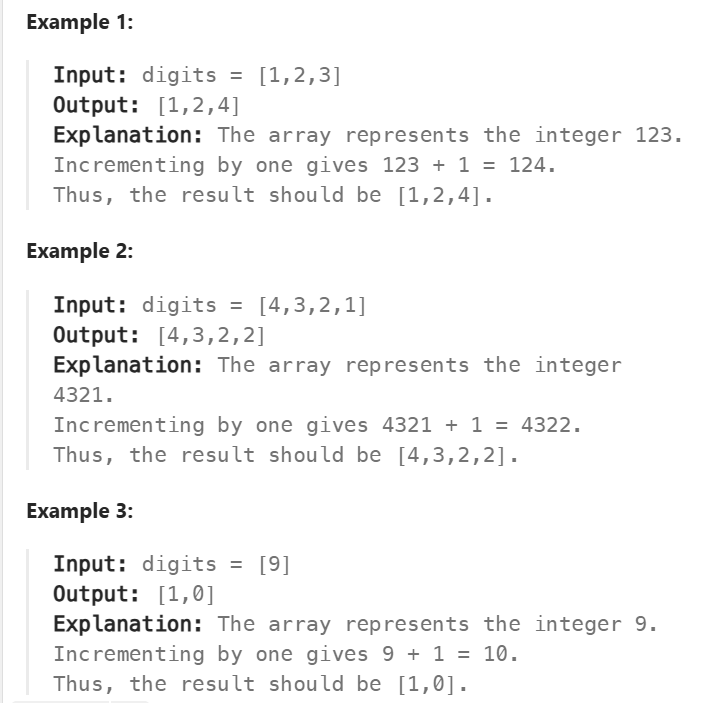 Example 1:
Input: digits = [1,2,3]
Output: [1,2,4]
Explanation: The array represents the integer 123.
Incrementing by one gives 123 + 1 = 124.
Thus, the result should be [1,2,4].
Example 2:
Input: digits = [4,3,2,1]
Output: [4,3,2,2]
Explanation: The array represents the integer
4321.
Incrementing by one gives 4321 + 1 = 4322.
Thus, the result should be [4,3,2,2].
Example 3:
Input: digits = [9]
Output: [1,0]
Explanation: The array represents the integer 9.
Incrementing by one gives 9 + 1 = 10.
Thus, the result should be [1,0].